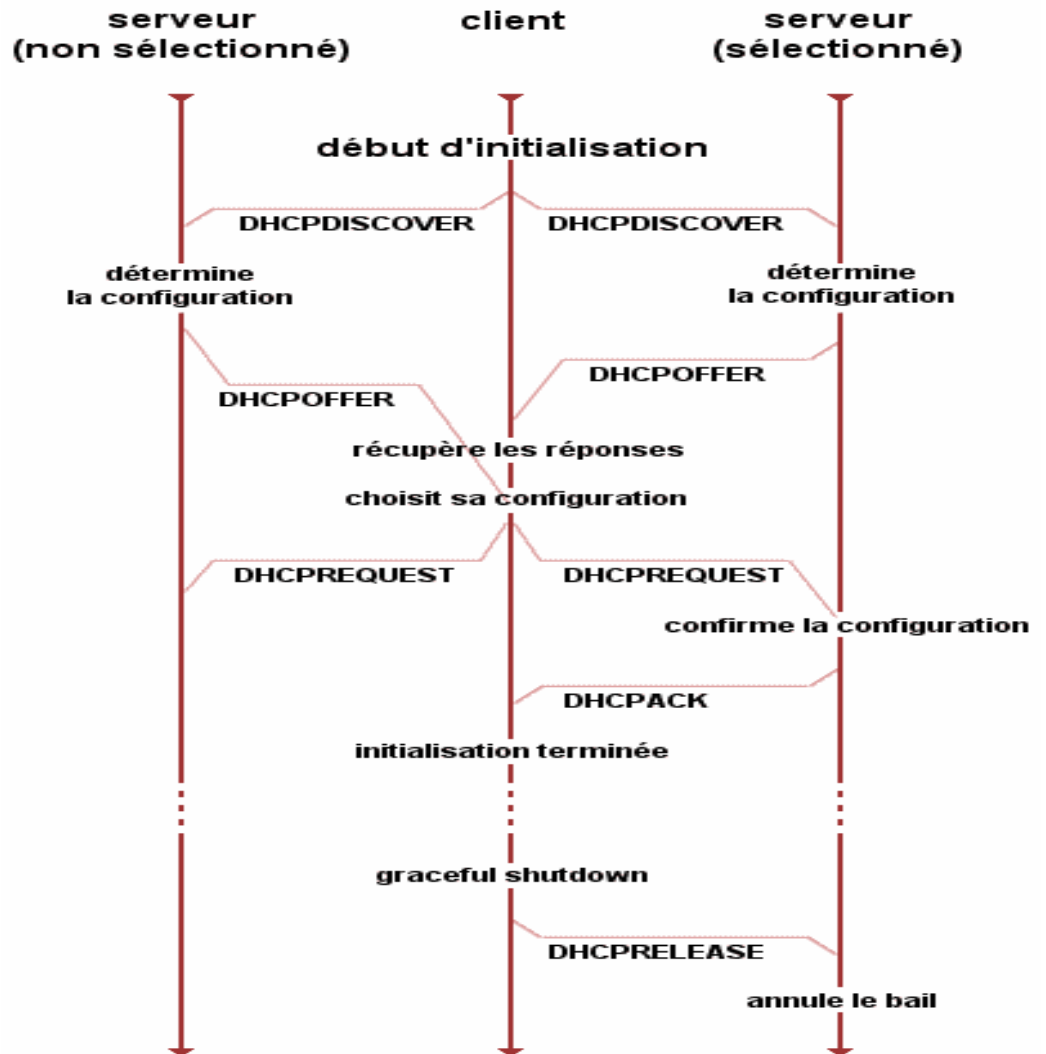 serveur
(non sélectionné)
client
serveur
(sélectionné)
début d'initialisation
DHCPDISCOVER
DHCPDISCOVER
détermine
la configuration
détermine
la configuration
DHCPOFFER
DHCPOFFER
récupère les réponses
choisit sa configuration
DHCPREQUEST
DHCPREQUEST
confirme la configuration
DHCPACK
initialisation terminée
graceful shutdown
DHCPRELEASE
annule le bail